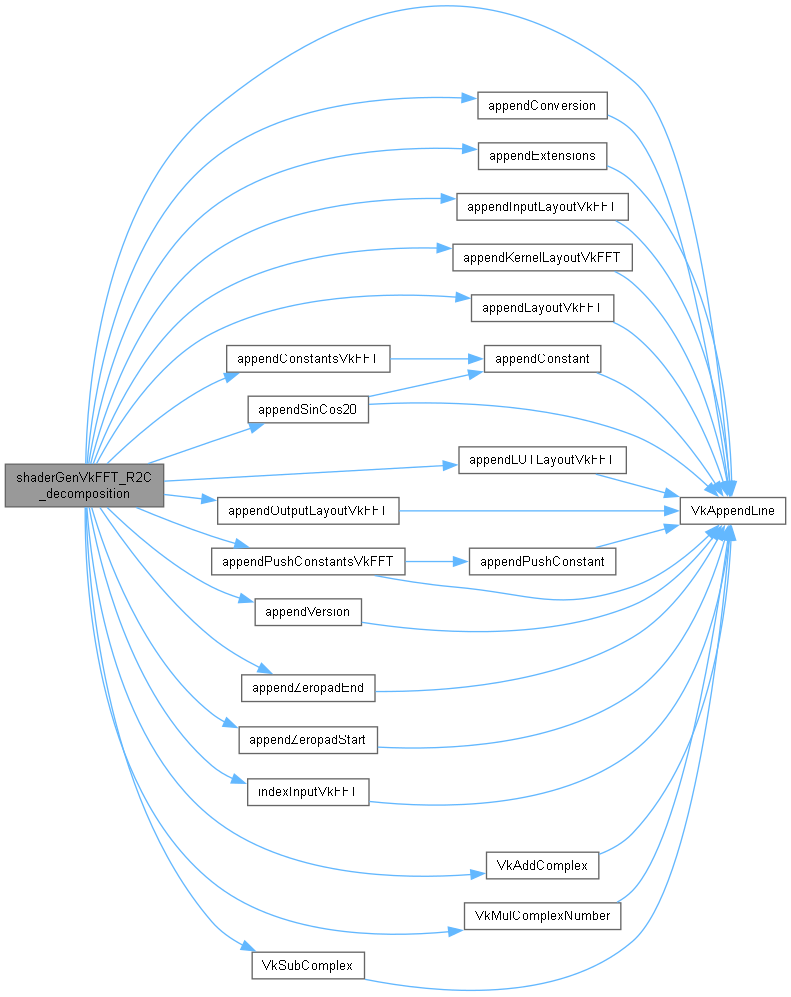 appendConversion
appendExtensions
appendInputLayoutVkFFT
appendKernelLayoutVkFFT
appendLayoutVkFFT
appendConstantsVkFFT
appendConstant
appendSinCos20
appendLUTLayoutVkFFT
shaderGenVkFFT_R2C
_decomposition
appendOutputLayoutVkFFT
VkAppendLine
appendPushConstantsVkFFT
appendPushConstant
appendVersion
appendZeropadEnd
appendZeropadStart
indexInputVkFFT
VkAddComplex
VkMulComplexNumber
VkSubComplex